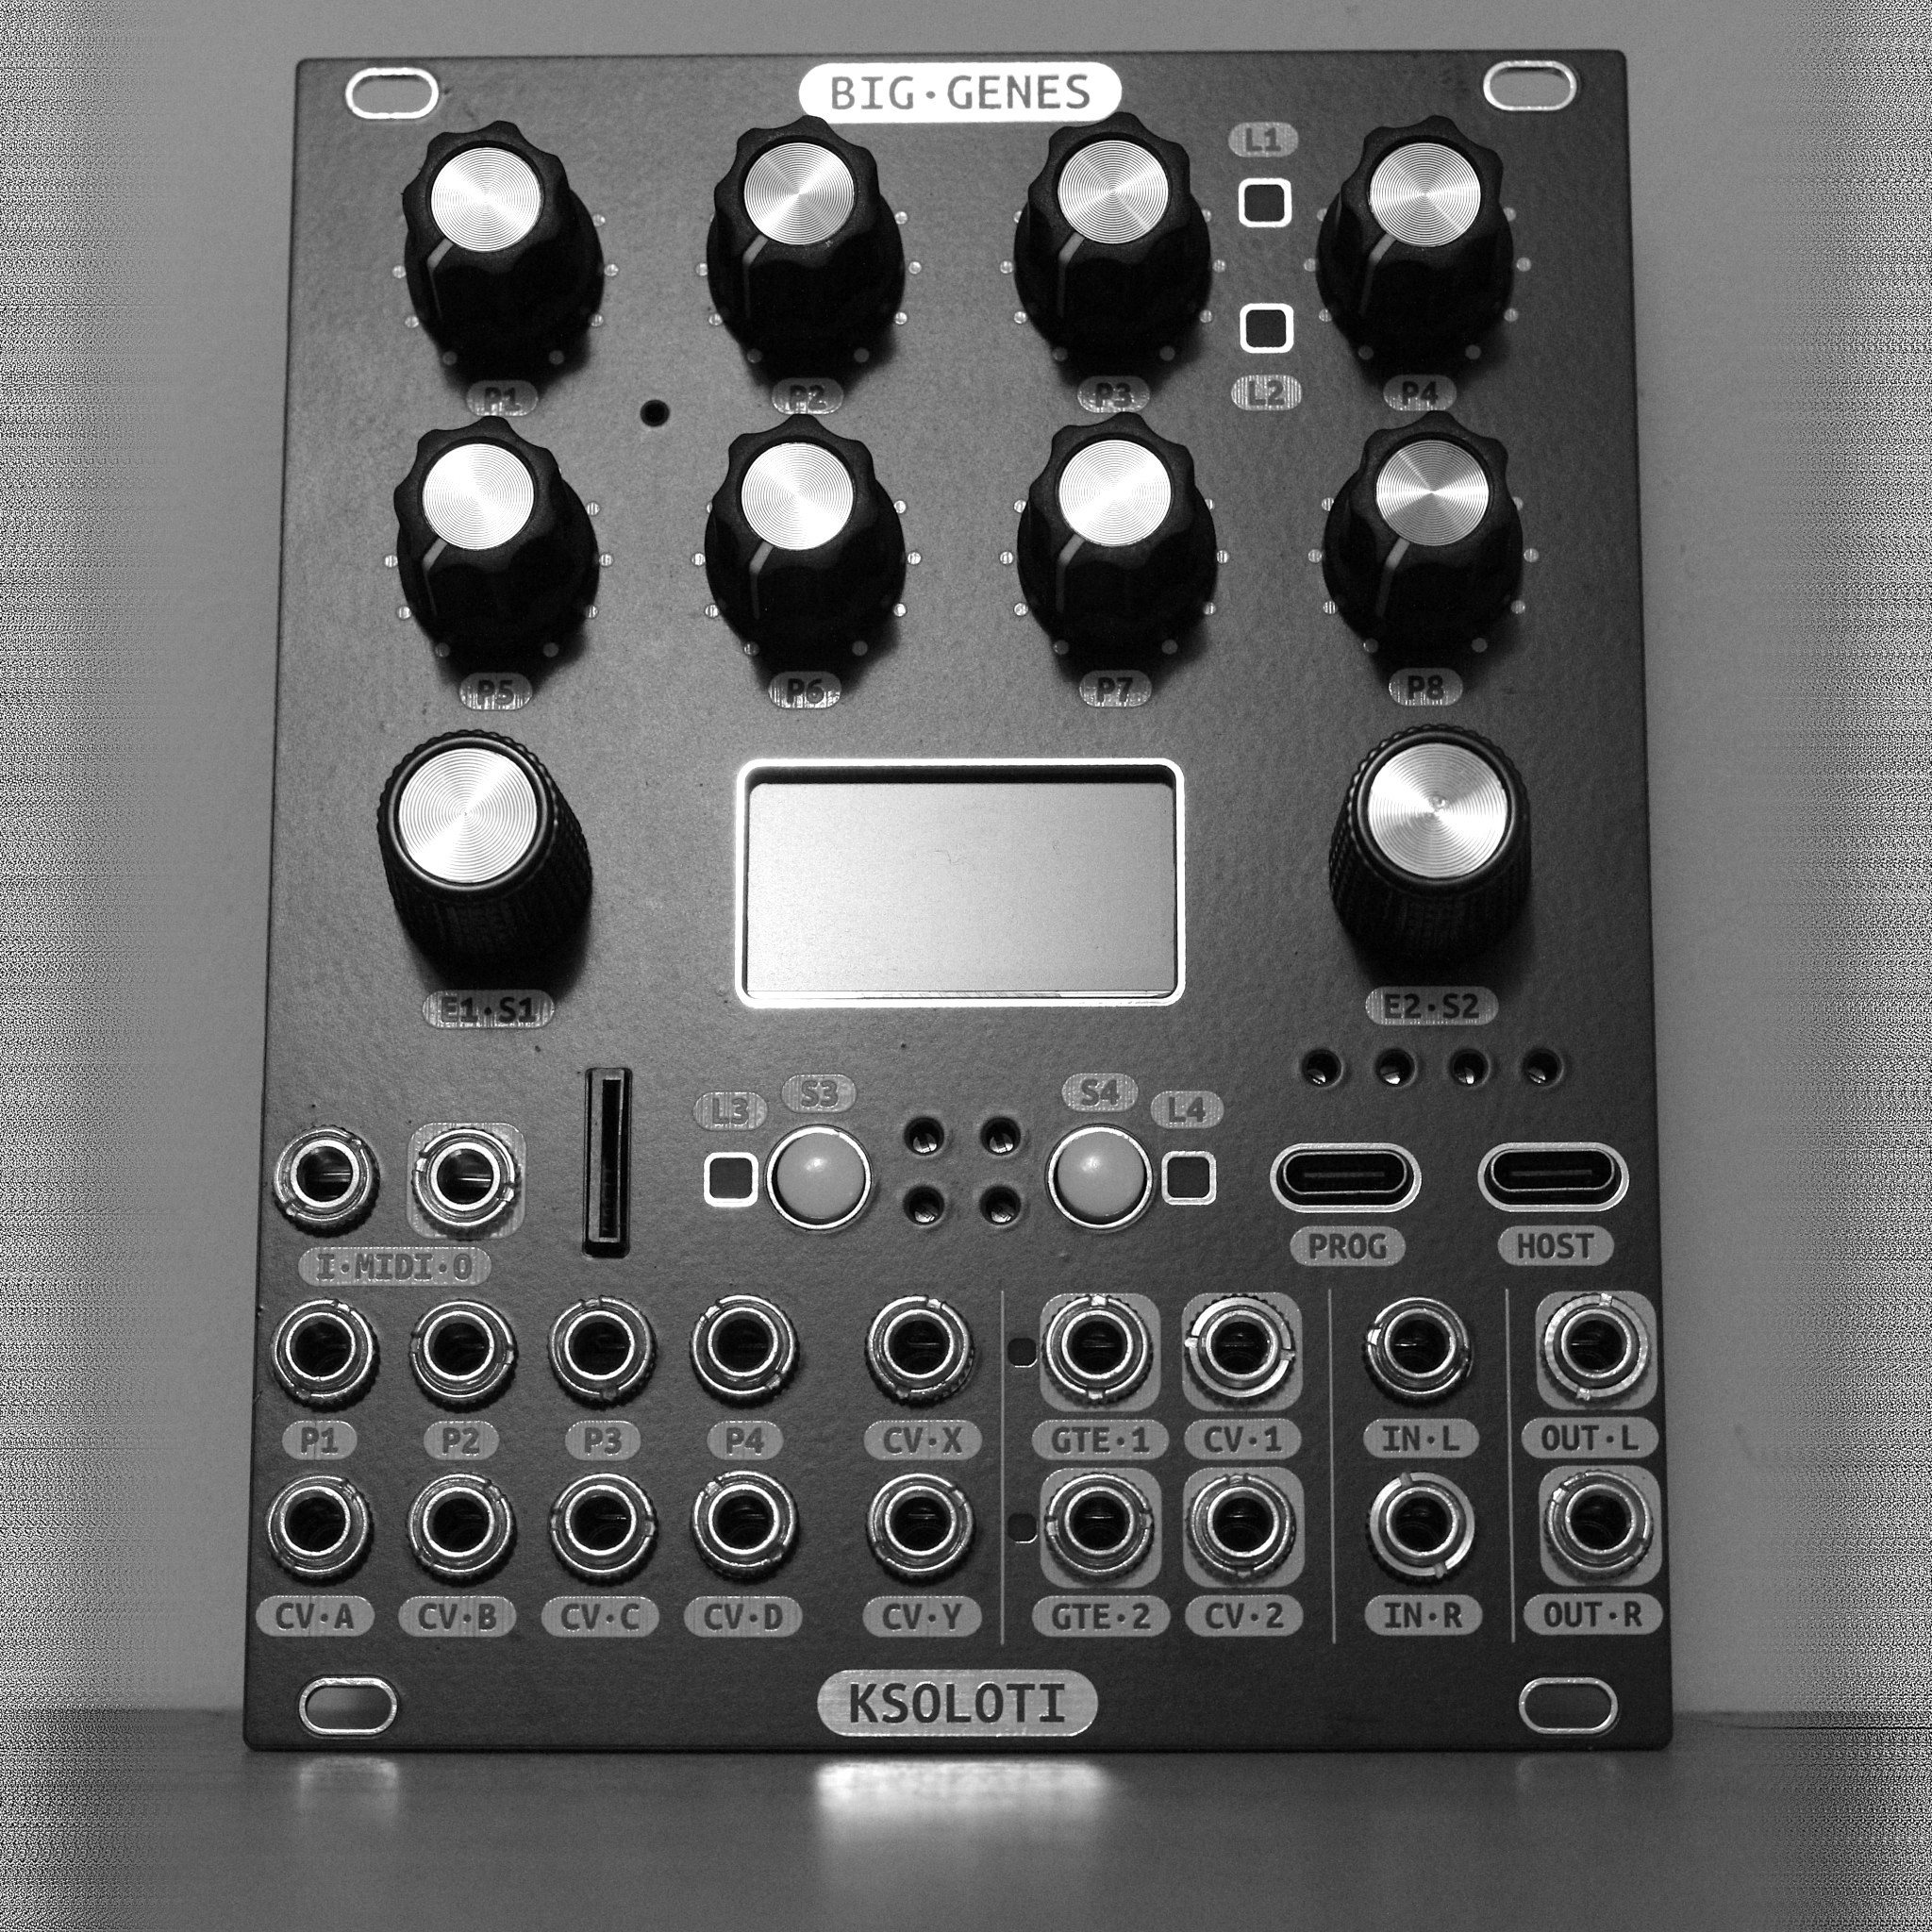 BIG·GENES
L1
P1 P2 P3 L2 P4
P5 P6 P7 P8
E1·S1 E2·S2
L3 S3 S4 L4
I·MIDI·O PROG HOST
P1 P2 P3 P4 CV·X GTE·1 CV·1 IN·L OUT·L
CV·A CV·B CV·C CV·D CV·Y GTE·2 CV·2 IN·R OUT·R
KSOLOTI